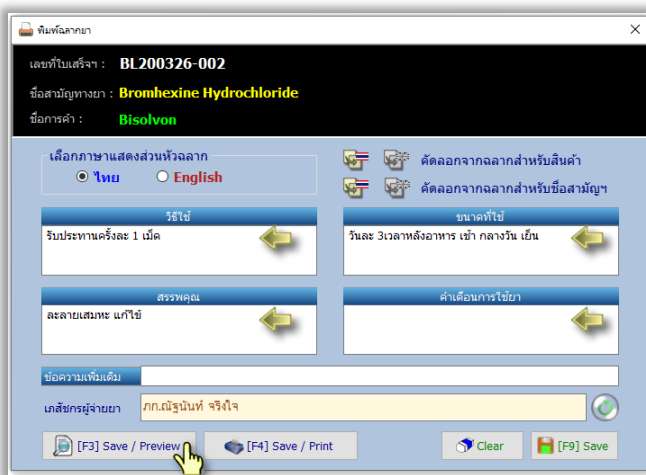 พิมพ์ฉลากยา
เลขที่ใบเสร็จฯ : BL200326-002
ชื่อสามัญทางยา : Bromhexine Hydrochloride
ชื่อการค้า : Bisolvon
เลือกภาษาแสดงส่วนหัวฉลาก
ไทย English
คัดลอกจากฉลากสำหรับสินค้า
คัดลอกจากฉลากสำหรับชื่อสามัญฯ
วิธีใช้
รับประทานครั้งละ 1 เม็ด
ขนาดที่ใช้
วันละ 3เวลาหลังอาหาร เช้า กลางวัน เย็น
สรรพคุณ
ละลายเสมหะ แก้ไข้
คำเตือนการใช้ยา
ข้อความเพิ่มเติม
เภสัชกรผู้จ่ายยา ภก.ณัฐนันท์ จริงใจ
[F3] Save / Preview [F4] Save / Print Clear [F9] Save